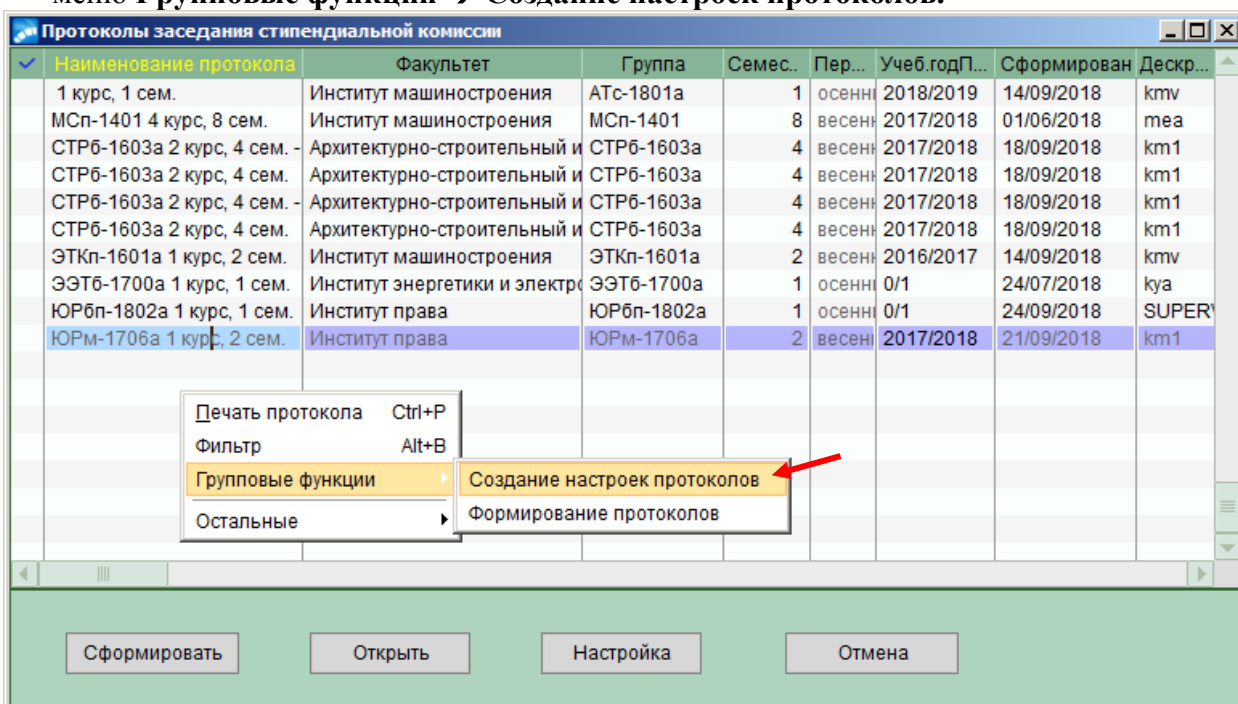 меню Групповые функции → Создание настроек протоколов.
Протоколы заседания стипендиальной комиссии
Наименование протокола Факультет Группа Семес.. Пер... Учеб.годП... Сформирован Дескр...
1 курс, 1 сем. Институт машиностроения АТс-1801а 1 осенн 2018/2019 14/09/2018 kmv
МСп-1401 4 курс, 8 сем. Институт машиностроения МСп-1401 8 весен 2017/2018 01/06/2018 mea
СТРб-1603а 2 курс, 4 сем. - Архитектурно-строительный и СТРб-1603а 4 весен 2017/2018 18/09/2018 km1
СТРб-1603а 2 курс, 4 сем. Архитектурно-строительный и СТРб-1603а 4 весен 2017/2018 18/09/2018 km1
СТРб-1603а 2 курс, 4 сем. - Архитектурно-строительный и СТРб-1603а 4 весен 2017/2018 18/09/2018 km1
СТРб-1603а 2 курс, 4 сем. Архитектурно-строительный и СТРб-1603а 4 весен 2017/2018 18/09/2018 km1
ЭТКп-1601а 1 курс, 2 сем. Институт машиностроения ЭТКп-1601а 2 весен 2016/2017 14/09/2018 kmv
ЭЭТб-1700а 1 курс, 1 сем. Институт энергетики и электро ЭЭТб-1700а 1 осенн 0/1 24/07/2018 kya
ЮРбп-1802а 1 курс, 1 сем. Институт права ЮРбп-1802а 1 осенн 0/1 24/09/2018 SUPER
ЮРм-1706а 1 курс, 2 сем. Институт права ЮРм-1706а 2 весен 2017/2018 21/09/2018 km1
Печать протокола Ctrl+P
Фильтр Alt+B
Групповые функции Создание настроек протоколов
Остальные Формирование протоколов
Сформировать Открыть Настройка Отмена